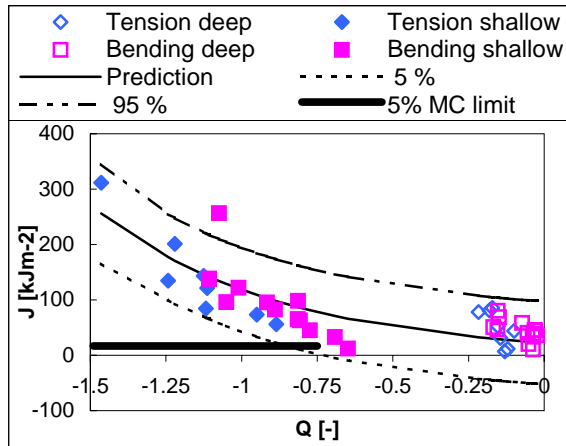 Tension deep Tension shallow
Bending deep Bending shallow
Prediction 5 %
95 % 5% MC limit
400
300
200
100
0
-100
J [kJm-2]
-1.5 -1.25 -1 -0.75 -0.5 -0.25 0
Q [-]